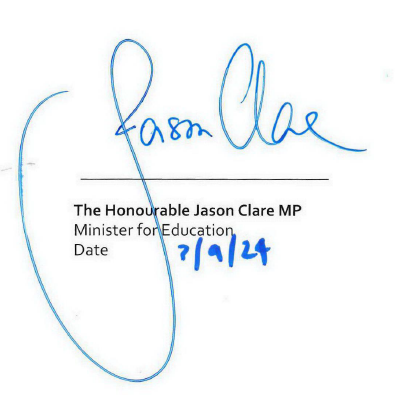 Jason Clare
The Honourable Jason Clare MP
Minister for Education
Date 7/9/24